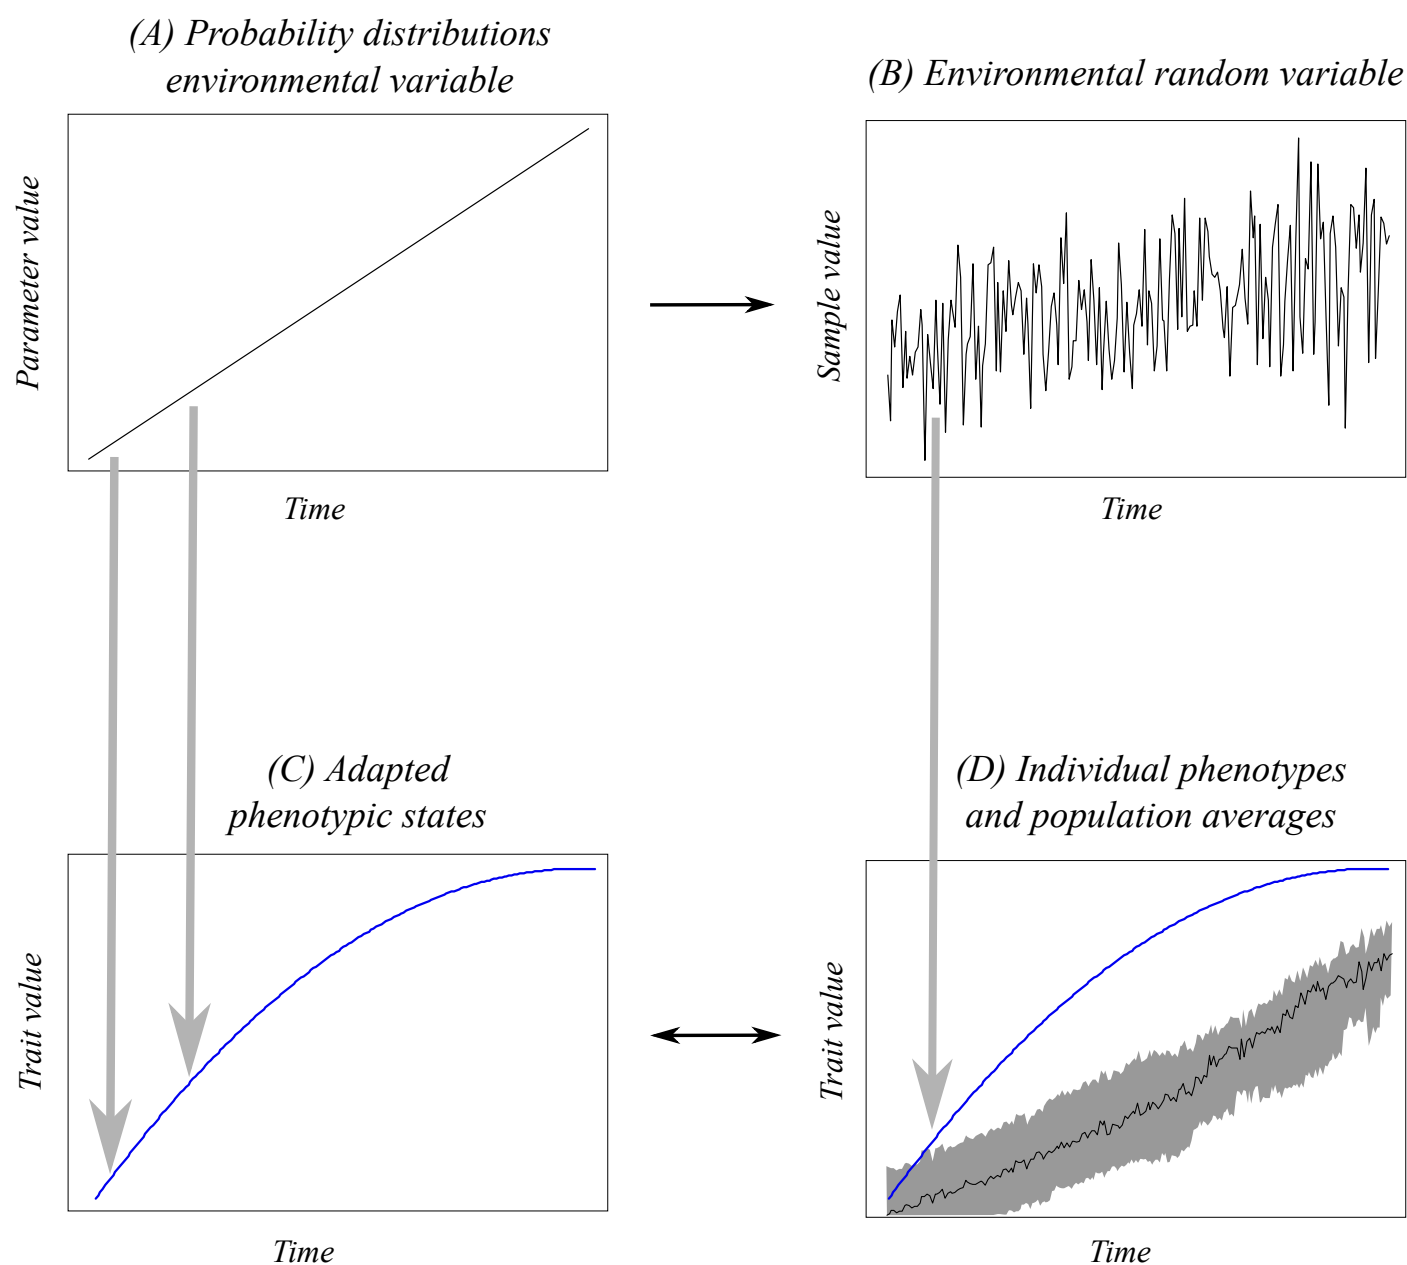 (A) Probability distributions
environmental variable
(B) Environmental random variable
Parameter value
Sample value
Time
Time
(C) Adapted
phenotypic states
(D) Individual phenotypes
and population averages
Trait value
Trait value
Time
Time